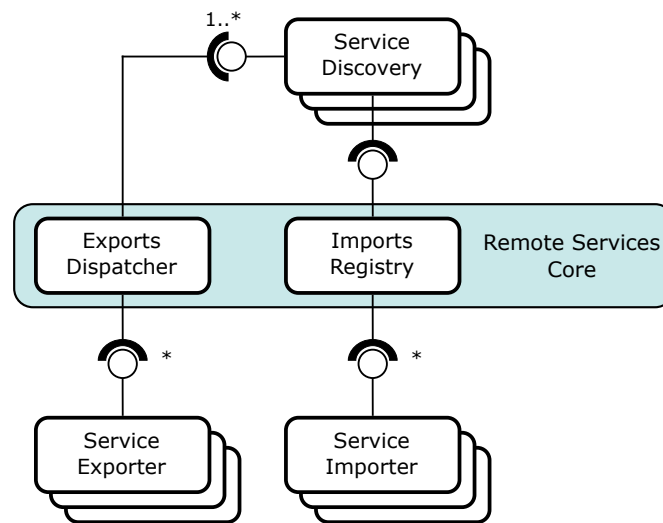 1..*
Service
Discovery
Exports
Dispatcher
Imports
Registry
Remote Services
Core
*
*
Service
Exporter
Service
Importer